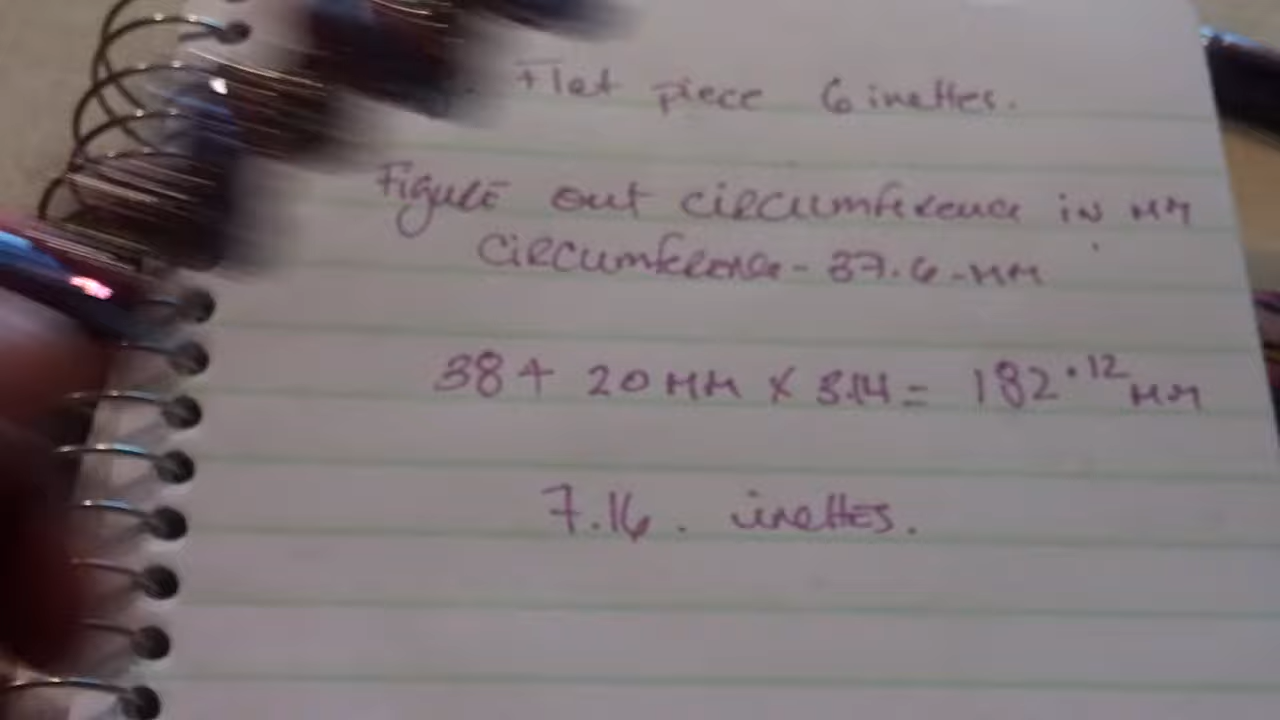 Flat piece 6 inches.
Figure out circumference in MM
Circumference - 37.6 - MM
38 + 20 MM X 3.14 = 182.12 MM
7.16. inches.